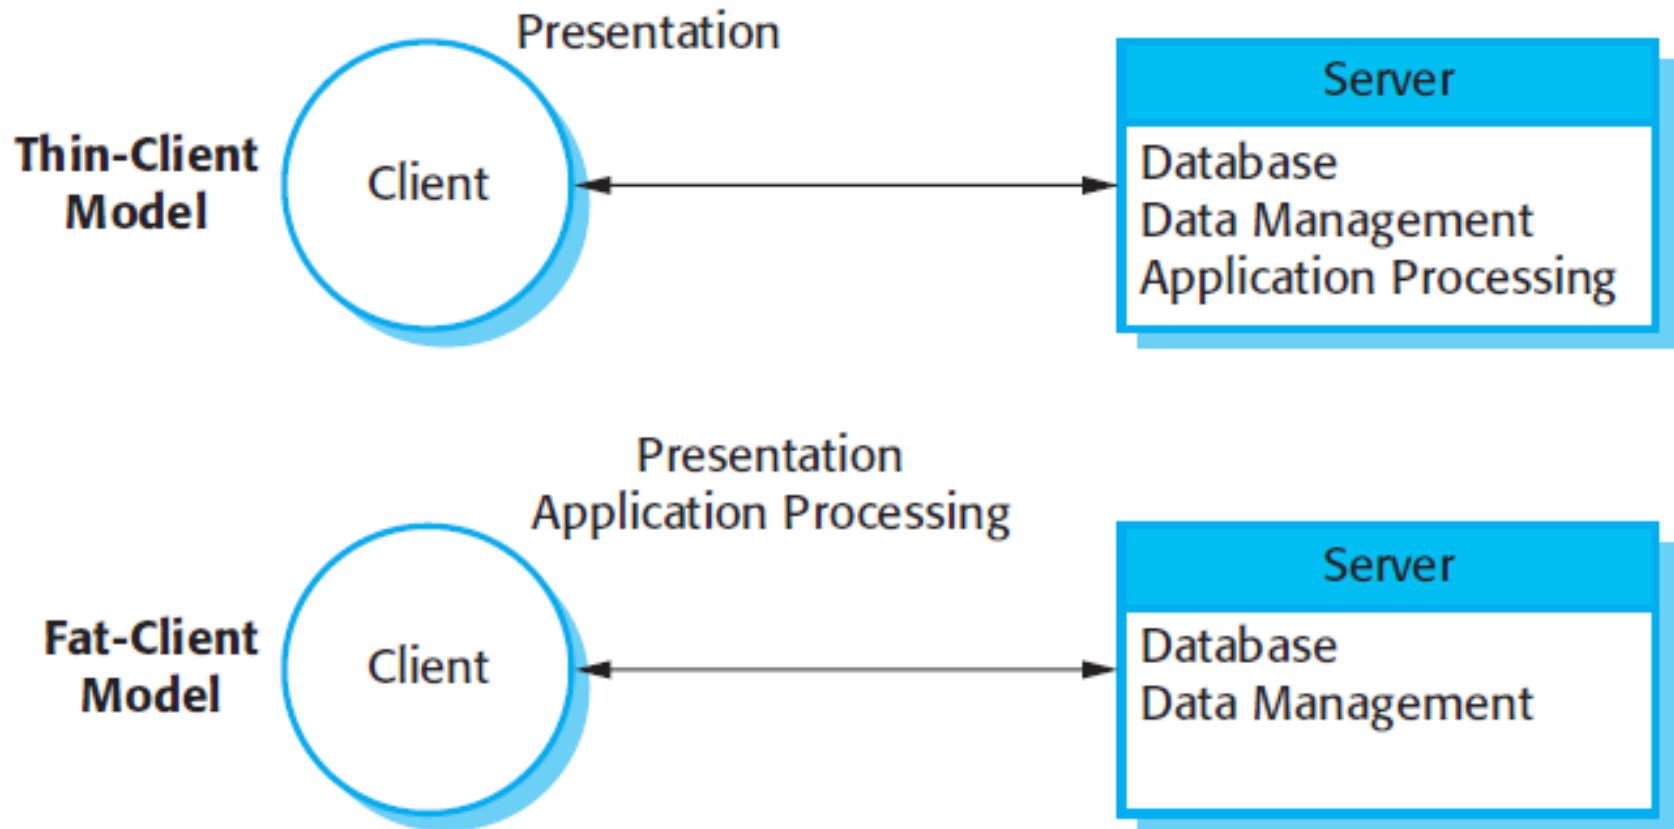 Presentation
Thin-Client
Model
Client
Server
Database
Data Management
Application Processing
Presentation
Application Processing
Fat-Client
Model
Client
Server
Database
Data Management